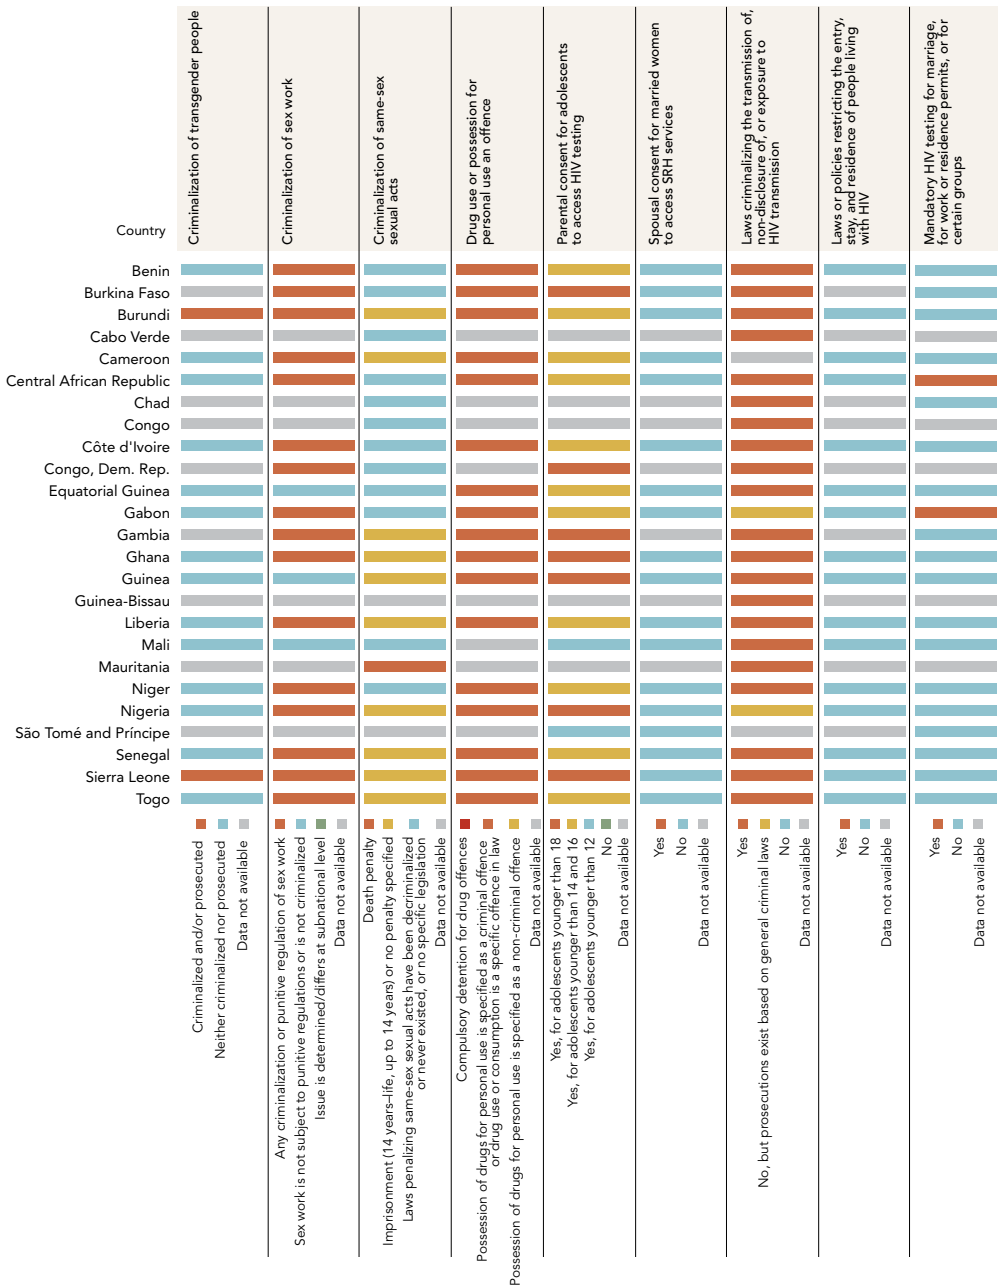 Country
Criminalization of transgender people
Criminalization of sex work
Criminalization of same-sex
sexual acts
Drug use or possession for
personal use an offence
Parental consent for adolescents
to access HIV testing
Spousal consent for married women
to access SRH services
Laws criminalizing the transmission of,
non-disclosure of, or exposure to
HIV transmission
Laws or policies restricting the entry,
stay, and residence of people living
with HIV
Mandatory HIV testing for marriage,
for work or residence permits, or for
certain groups
Benin
Burkina Faso
Burundi
Cabo Verde
Cameroon
Central African Republic
Chad
Congo
Côte d'Ivoire
Congo, Dem. Rep.
Equatorial Guinea
Gabon
Gambia
Ghana
Guinea
Guinea-Bissau
Liberia
Mali
Mauritania
Niger
Nigeria
São Tomé and Príncipe
Senegal
Sierra Leone
Togo
Criminalized and/or prosecuted
Neither criminalized nor prosecuted
Data not available
Any criminalization or punitive regulation of sex work
Sex work is not subject to punitive regulations or is not criminalized
Issue is determined/differs at subnational level
Data not available
Death penalty
Imprisonment (14 years–life, up to 14 years) or no penalty specified
Laws penalizing same-sex sexual acts have been decriminalized
or never existed, or no specific legislation
Data not available
Compulsory detention for drug offences
Possession of drugs for personal use is specified as a criminal offence
or drug use or consumption is a specific offence in law
Possession of drugs for personal use is specified as a non-criminal offence
Data not available
Yes, for adolescents younger than 18
Yes, for adolescents younger than 14 and 16
Yes, for adolescents younger than 12
No
Data not available
Yes
No
Data not available
Yes
No, but prosecutions exist based on general criminal laws
No
Data not available
Yes
No
Data not available
Yes
No
Data not available